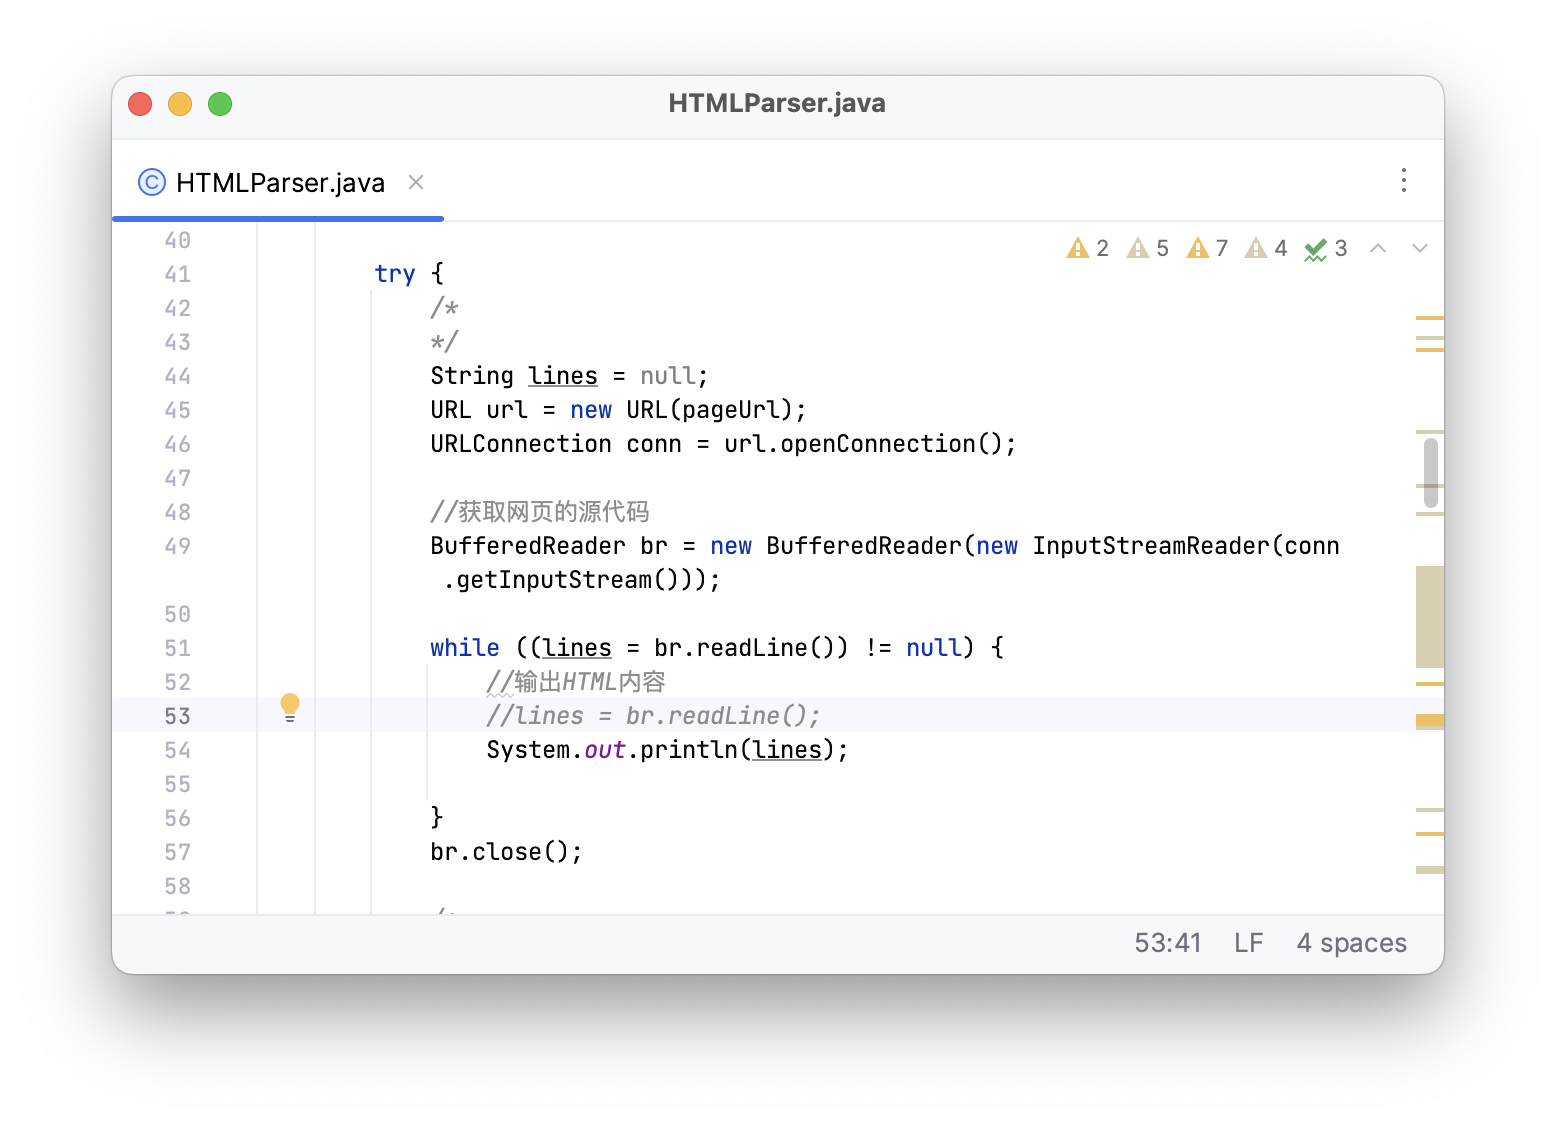 HTMLParser.java
HTMLParser.java
2 5 7 4 3
40
41 try {
42 /*
43 */
44 String lines = null;
45 URL url = new URL(pageUrl);
46 URLConnection conn = url.openConnection();
47
48 //获取网页的源代码
49 BufferedReader br = new BufferedReader(new InputStreamReader(conn
.getInputStream()));
50
51 while ((lines = br.readLine()) != null) {
52 //输出HTML内容
53 //lines = br.readLine();
54 System.out.println(lines);
55
56 }
57 br.close();
58
53:41 LF 4 spaces